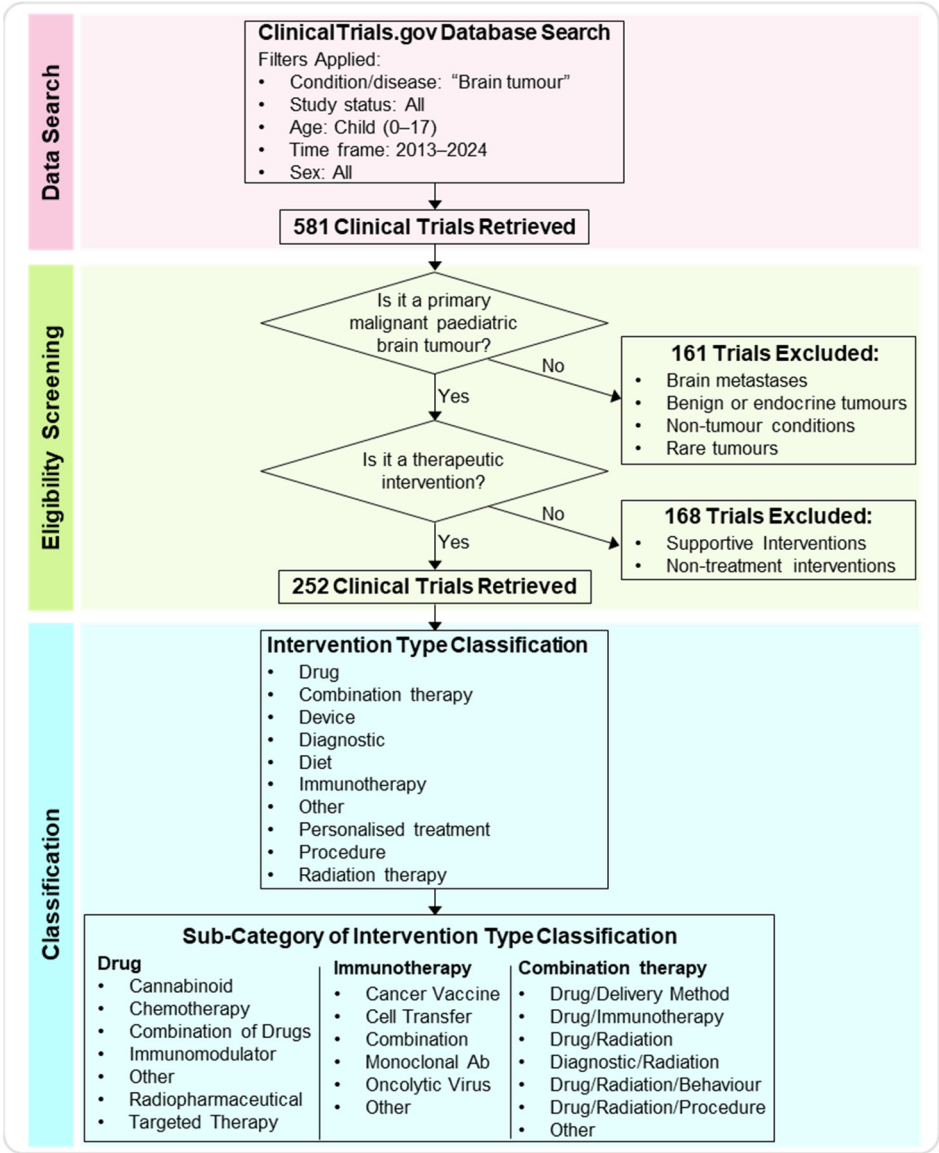 Data Search
ClinicalTrials.gov Database Search
Filters Applied:
• Condition/disease: “Brain tumour”
• Study status: All
• Age: Child (0–17)
• Time frame: 2013–2024
• Sex: All
581 Clinical Trials Retrieved
Eligibility Screening
Is it a primary
malignant paediatric
brain tumour?
No
161 Trials Excluded:
• Brain metastases
• Benign or endocrine tumours
• Non-tumour conditions
• Rare tumours
Yes
Is it a therapeutic
intervention?
No
168 Trials Excluded:
• Supportive Interventions
• Non-treatment interventions
Yes
252 Clinical Trials Retrieved
Classification
Intervention Type Classification
• Drug
• Combination therapy
• Device
• Diagnostic
• Diet
• Immunotherapy
• Other
• Personalised treatment
• Procedure
• Radiation therapy
Sub-Category of Intervention Type Classification
Drug
• Cannabinoid
• Chemotherapy
• Combination of Drugs
• Immunomodulator
• Other
• Radiopharmaceutical
• Targeted Therapy
Immunotherapy
• Cancer Vaccine
• Cell Transfer
• Combination
• Monoclonal Ab
• Oncolytic Virus
• Other
Combination therapy
• Drug/Delivery Method
• Drug/Immunotherapy
• Drug/Radiation
• Diagnostic/Radiation
• Drug/Radiation/Behaviour
• Drug/Radiation/Procedure
• Other